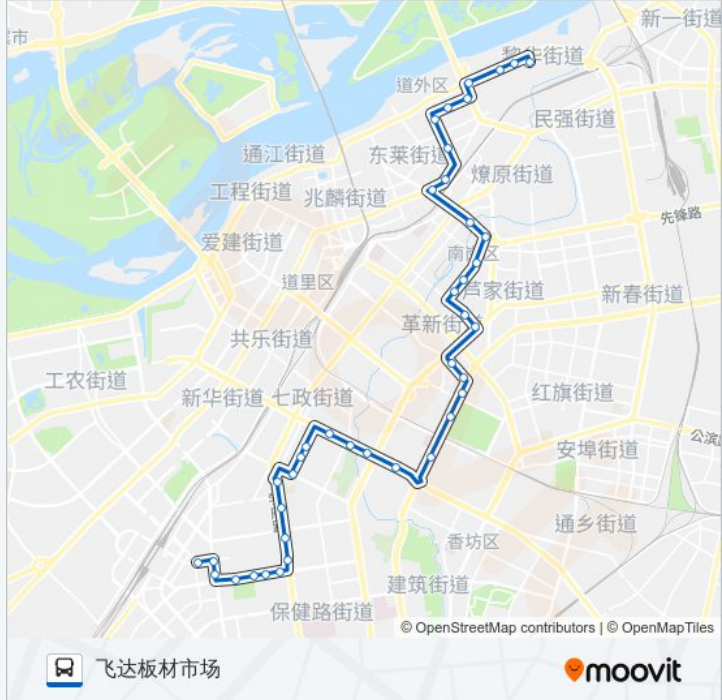 新一街道
黎华街道
道外区
民强街道
通江街道
东莱街道
燎原街道
工程街道
兆麟街道
先锋路
爱建街道
南岗区
道里区
芦家街道
新春街道
革新街道
共乐街道
工农街道
红旗街道
新华街道
七政街道
公滨
安埠街道
通乡街道
香坊区
建筑街道
保健路街道
© OpenStreetMap contributors | © OpenMapTiles
飞达板材市场
moovit